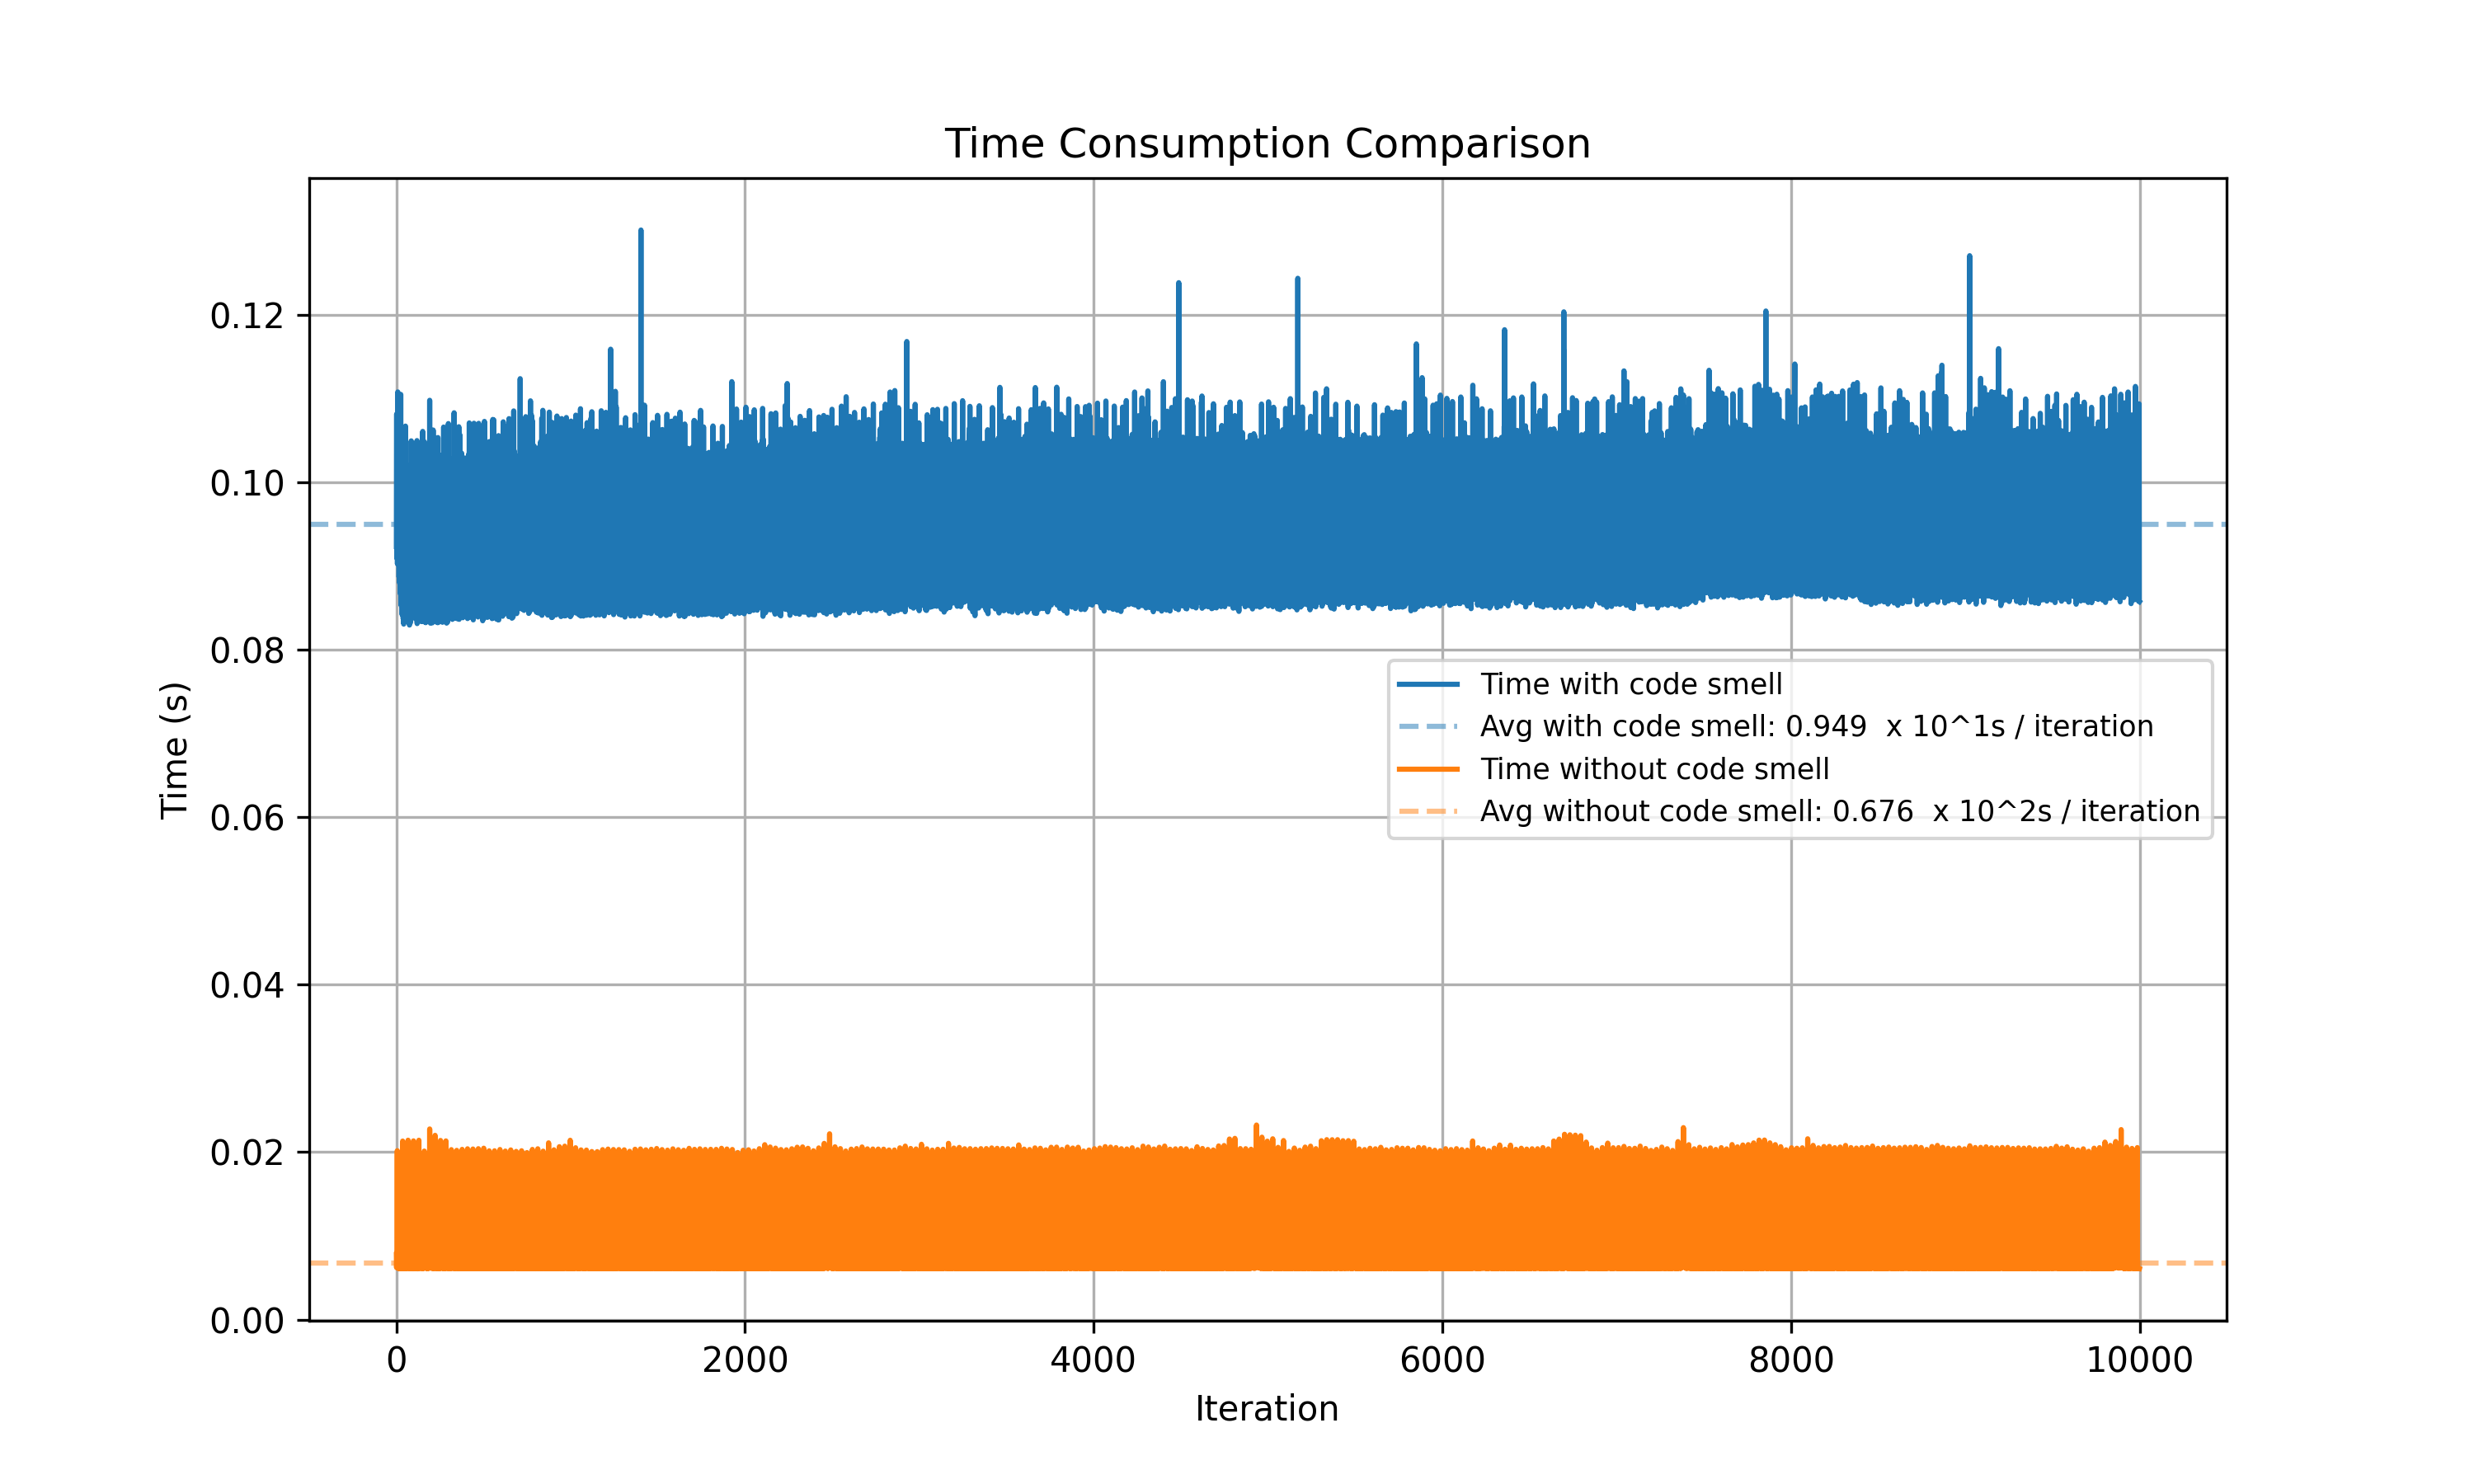 Time Consumption Comparison
Time (s)
0.12
0.10
0.08
0.06
0.04
0.02
0.00
Time with code smell
Avg with code smell: 0.949  x 10^1s / iteration
Time without code smell
Avg without code smell: 0.676  x 10^2s / iteration
0 2000 4000 6000 8000 10000
Iteration